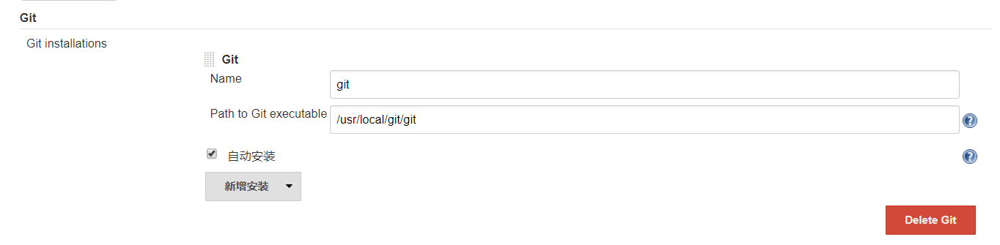 Git
Git installations
Git
Name
git
Path to Git executable
/usr/local/git/git
自动安装
新增安装
Delete Git